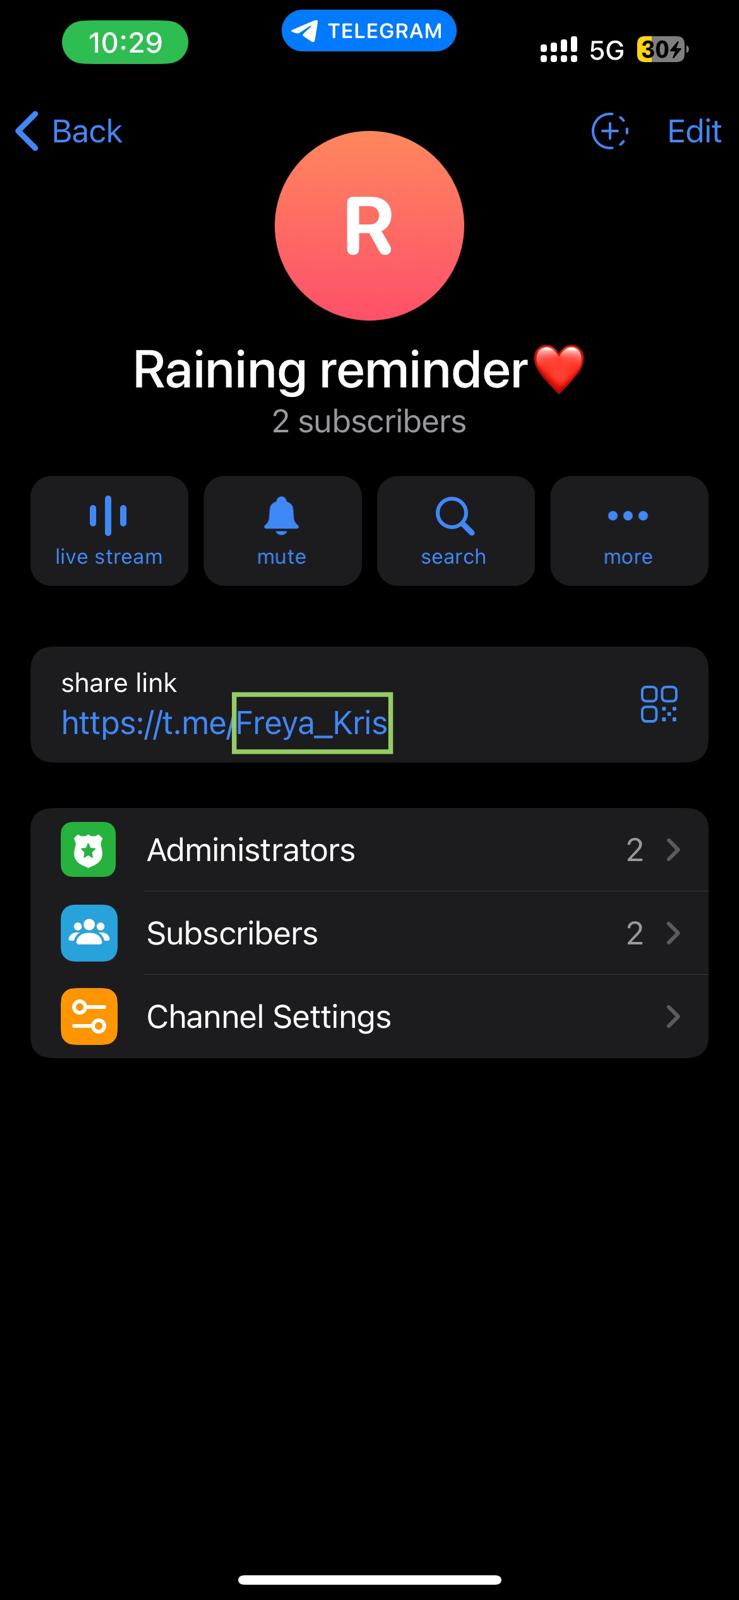 10:29
TELEGRAM
5G
30
Back
Edit
R
Raining reminder❤️
2 subscribers
live stream
mute
search
more
share link
https://t.me/Freya_Kris
Administrators 2
Subscribers 2
Channel Settings